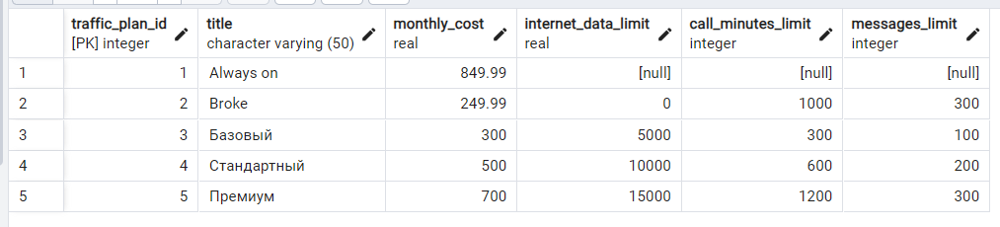 traffic_plan_id title monthly_cost internet_data_limit call_minutes_limit messages_limit
[PK] integer character varying (50) real real integer integer
1 1 Always on 849.99 [null] [null] [null]
2 2 Broke 249.99 0 1000 300
3 3 Базовый 300 5000 300 100
4 4 Стандартный 500 10000 600 200
5 5 Премиум 700 15000 1200 300